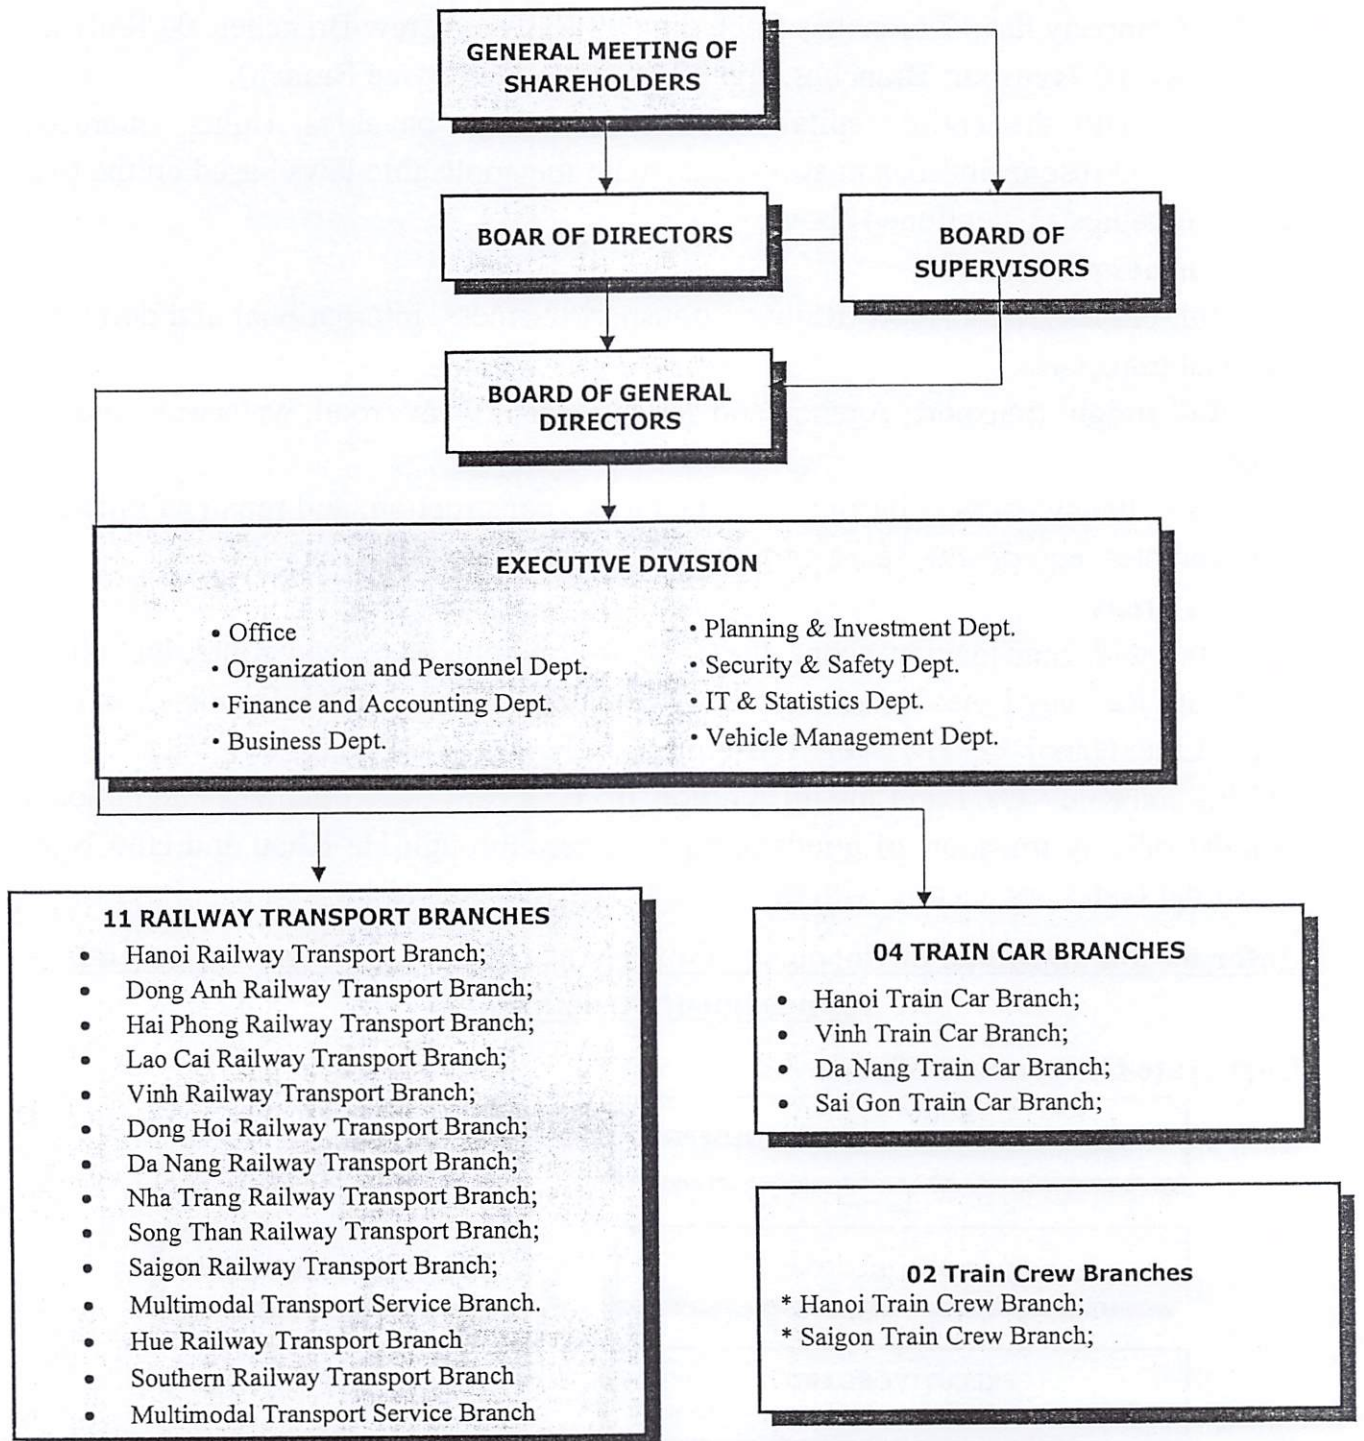 GENERAL MEETING OF
SHAREHOLDERS
BOAR OF DIRECTORS
BOARD OF
SUPERVISORS
BOARD OF GENERAL
DIRECTORS
EXECUTIVE DIVISION
• Office
• Organization and Personnel Dept.
• Finance and Accounting Dept.
• Business Dept.
• Planning & Investment Dept.
• Security & Safety Dept.
• IT & Statistics Dept.
• Vehicle Management Dept.
11 RAILWAY TRANSPORT BRANCHES
• Hanoi Railway Transport Branch;
• Dong Anh Railway Transport Branch;
• Hai Phong Railway Transport Branch;
• Lao Cai Railway Transport Branch;
• Vinh Railway Transport Branch;
• Dong Hoi Railway Transport Branch;
• Da Nang Railway Transport Branch;
• Nha Trang Railway Transport Branch;
• Song Than Railway Transport Branch;
• Saigon Railway Transport Branch;
• Multimodal Transport Service Branch.
• Hue Railway Transport Branch
• Southern Railway Transport Branch
• Multimodal Transport Service Branch
04 TRAIN CAR BRANCHES
• Hanoi Train Car Branch;
• Vinh Train Car Branch;
• Da Nang Train Car Branch;
• Sai Gon Train Car Branch;
02 Train Crew Branches
* Hanoi Train Crew Branch;
* Saigon Train Crew Branch;